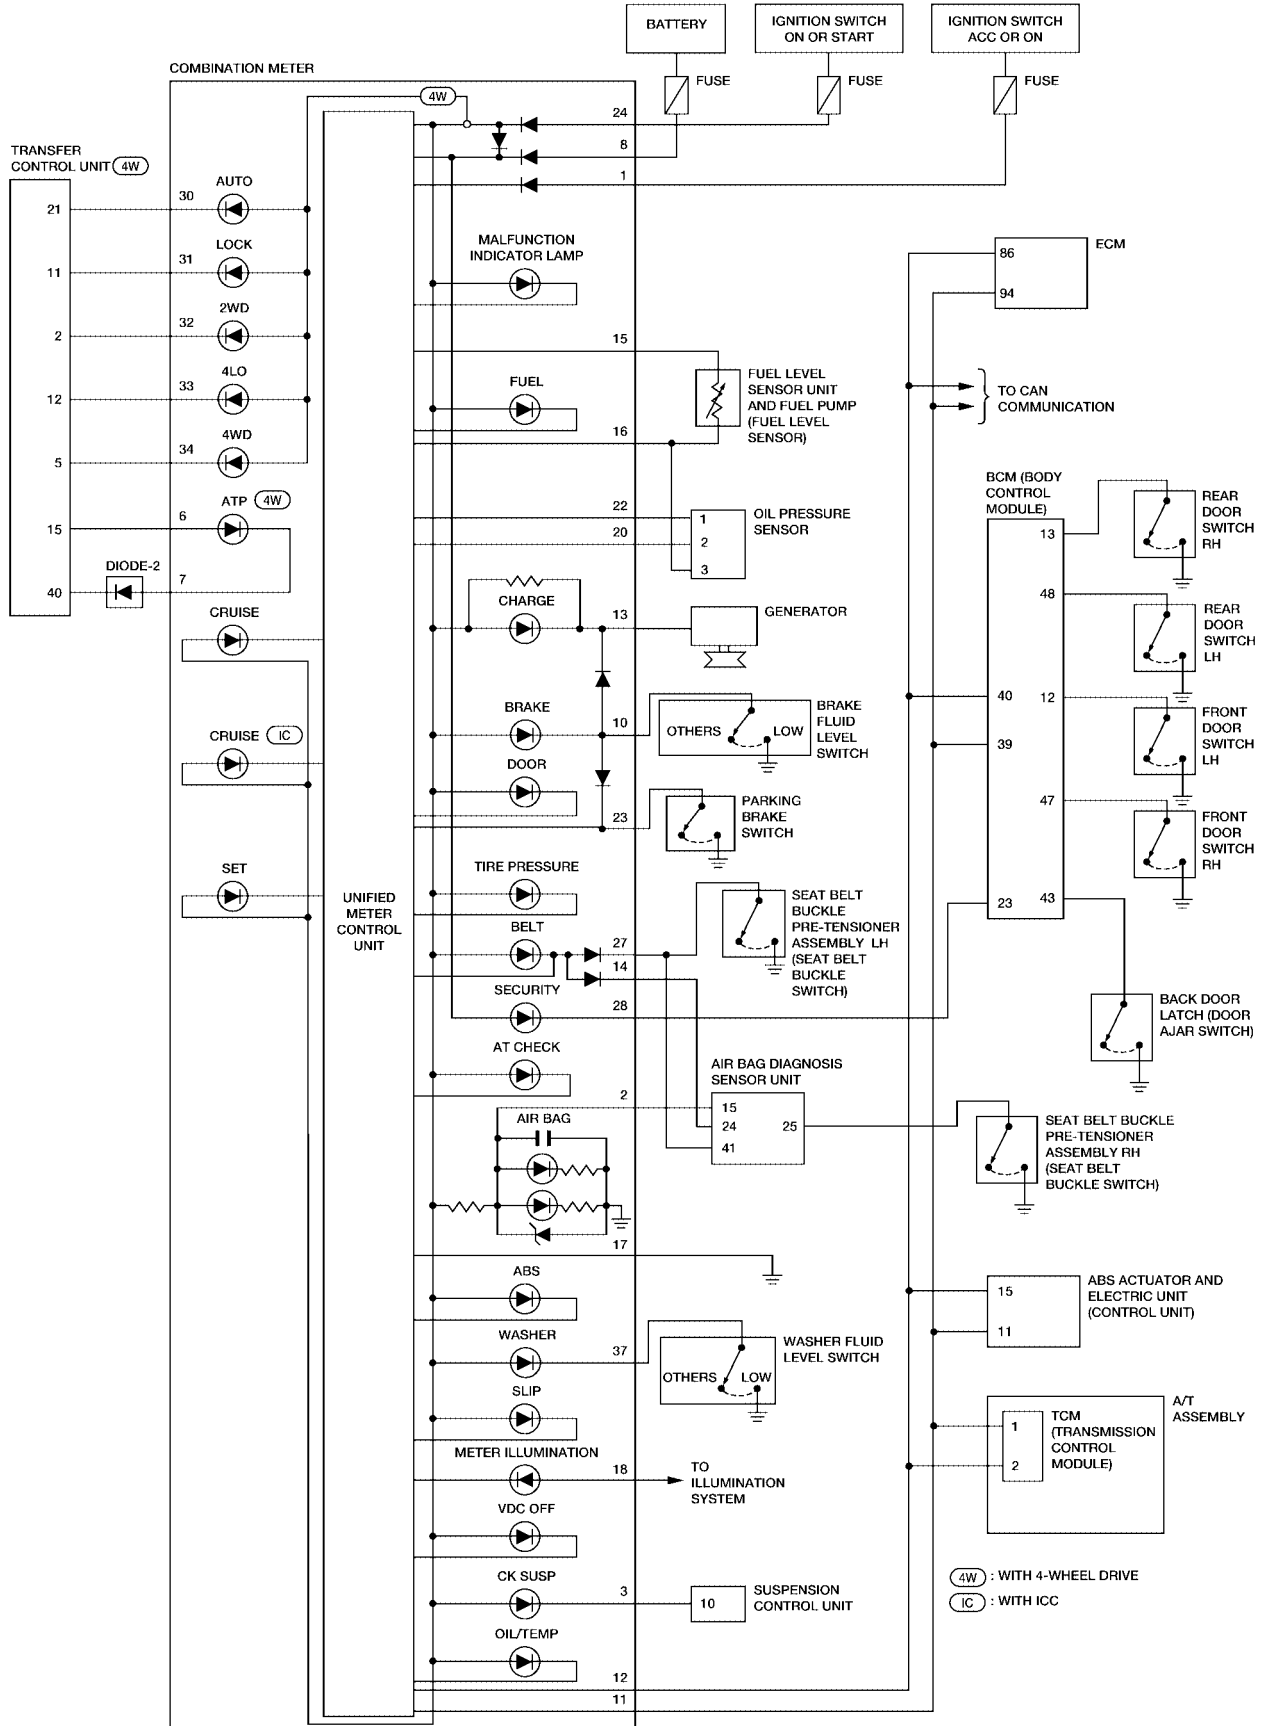 BATTERY
IGNITION SWITCH
ON OR START
IGNITION SWITCH
ACC OR ON
COMBINATION METER
FUSE
FUSE
FUSE
4W
24
8
1
TRANSFER
CONTROL UNIT 4W
AUTO
21
30
LOCK
11
31
2WD
2
32
4LO
12
33
4WD
5
34
ATP 4W
15
6
DIODE-2
40
7
CRUISE
CRUISE IC
SET
UNIFIED
METER
CONTROL
UNIT
MALFUNCTION
INDICATOR LAMP
15
FUEL
16
FUEL LEVEL
SENSOR UNIT
AND FUEL PUMP
(FUEL LEVEL
SENSOR)
22
20
1
2
3
OIL PRESSURE
SENSOR
CHARGE
13
GENERATOR
BRAKE
10
OTHERS
LOW
BRAKE
FLUID
LEVEL
SWITCH
DOOR
23
PARKING
BRAKE
SWITCH
TIRE PRESSURE
BELT
27
14
SEAT BELT
BUCKLE
PRE-TENSIONER
ASSEMBLY LH
(SEAT BELT
BUCKLE
SWITCH)
SECURITY
28
AT CHECK
2
AIR BAG DIAGNOSIS
SENSOR UNIT
15
24
41
25
AIR BAG
17
ABS
WASHER
37
OTHERS
LOW
WASHER FLUID
LEVEL SWITCH
SLIP
METER ILLUMINATION
18
TO
ILLUMINATION
SYSTEM
VDC OFF
CK SUSP
3
10
SUSPENSION
CONTROL UNIT
OIL/TEMP
12
11
ECM
86
94
TO CAN
COMMUNICATION
BCM (BODY
CONTROL
MODULE)
13
48
40
12
39
47
23
43
REAR
DOOR
SWITCH
RH
REAR
DOOR
SWITCH
LH
FRONT
DOOR
SWITCH
LH
FRONT
DOOR
SWITCH
RH
BACK DOOR
LATCH (DOOR
AJAR SWITCH)
SEAT BELT BUCKLE
PRE-TENSIONER
ASSEMBLY RH
(SEAT BELT
BUCKLE SWITCH)
15
11
ABS ACTUATOR AND
ELECTRIC UNIT
(CONTROL UNIT)
1
2
TCM
(TRANSMISSION
CONTROL
MODULE)
A/T
ASSEMBLY
4W : WITH 4-WHEEL DRIVE
IC : WITH ICC